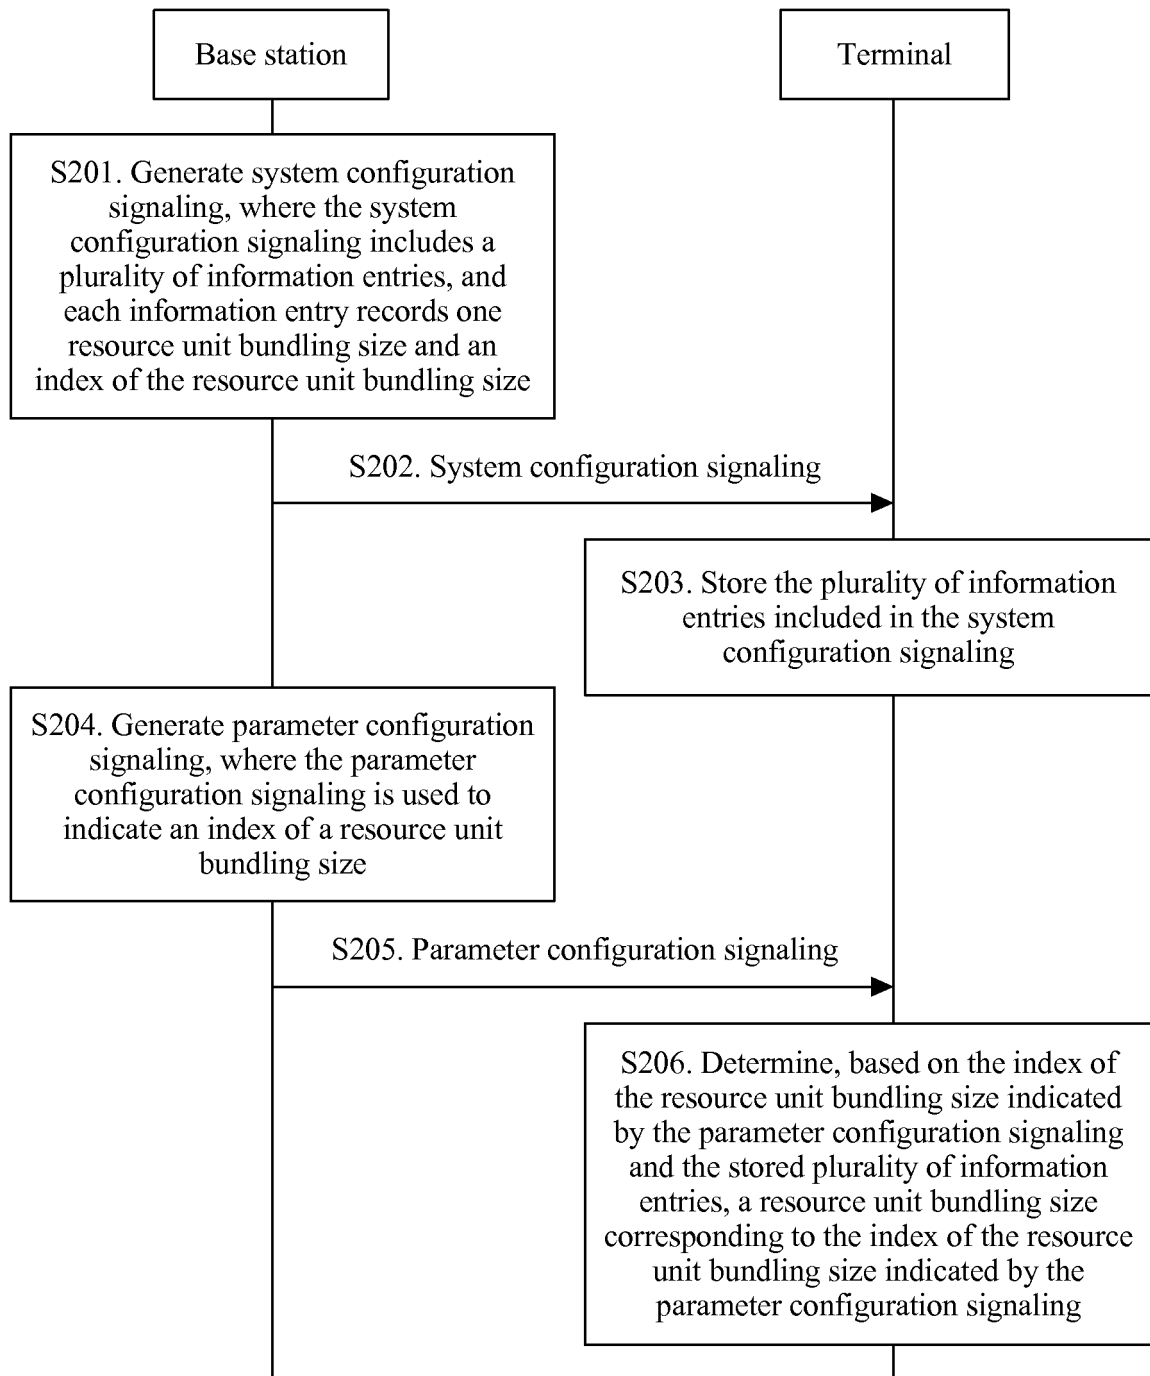 Base station
Terminal
S201. Generate system configuration
signaling, where the system
configuration signaling includes a
plurality of information entries, and
each information entry records one
resource unit bundling size and an
index of the resource unit bundling size
S202. System configuration signaling
S203. Store the plurality of information
entries included in the system
configuration signaling
S204. Generate parameter configuration
signaling, where the parameter
configuration signaling is used to
indicate an index of a resource unit
bundling size
S205. Parameter configuration signaling
S206. Determine, based on the index of
the resource unit bundling size indicated
by the parameter configuration signaling
and the stored plurality of information
entries, a resource unit bundling size
corresponding to the index of the resource
unit bundling size indicated by the
parameter configuration signaling